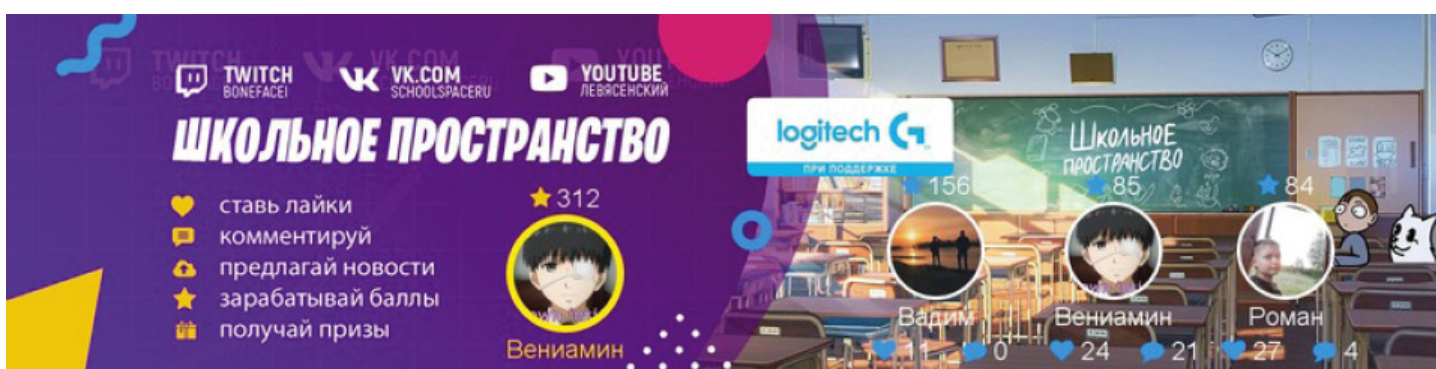 TWITCH
BONEFACEI
VK.COM
SCHOOLSPACERU
YOUTUBE
ЛЕВЯСЕНСКИЙ
ШКОЛЬНОЕ ПРОСТРАНСТВО
ставь лайки
комментируй
предлагай новости
зарабатывай баллы
получай призы
312
Вениамин
logitech G
ПРИ ПОДДЕРЖКЕ
Школьное
пространство
156
85
84
Вадим
Вениамин
Роман
11 0
24 21
27 4